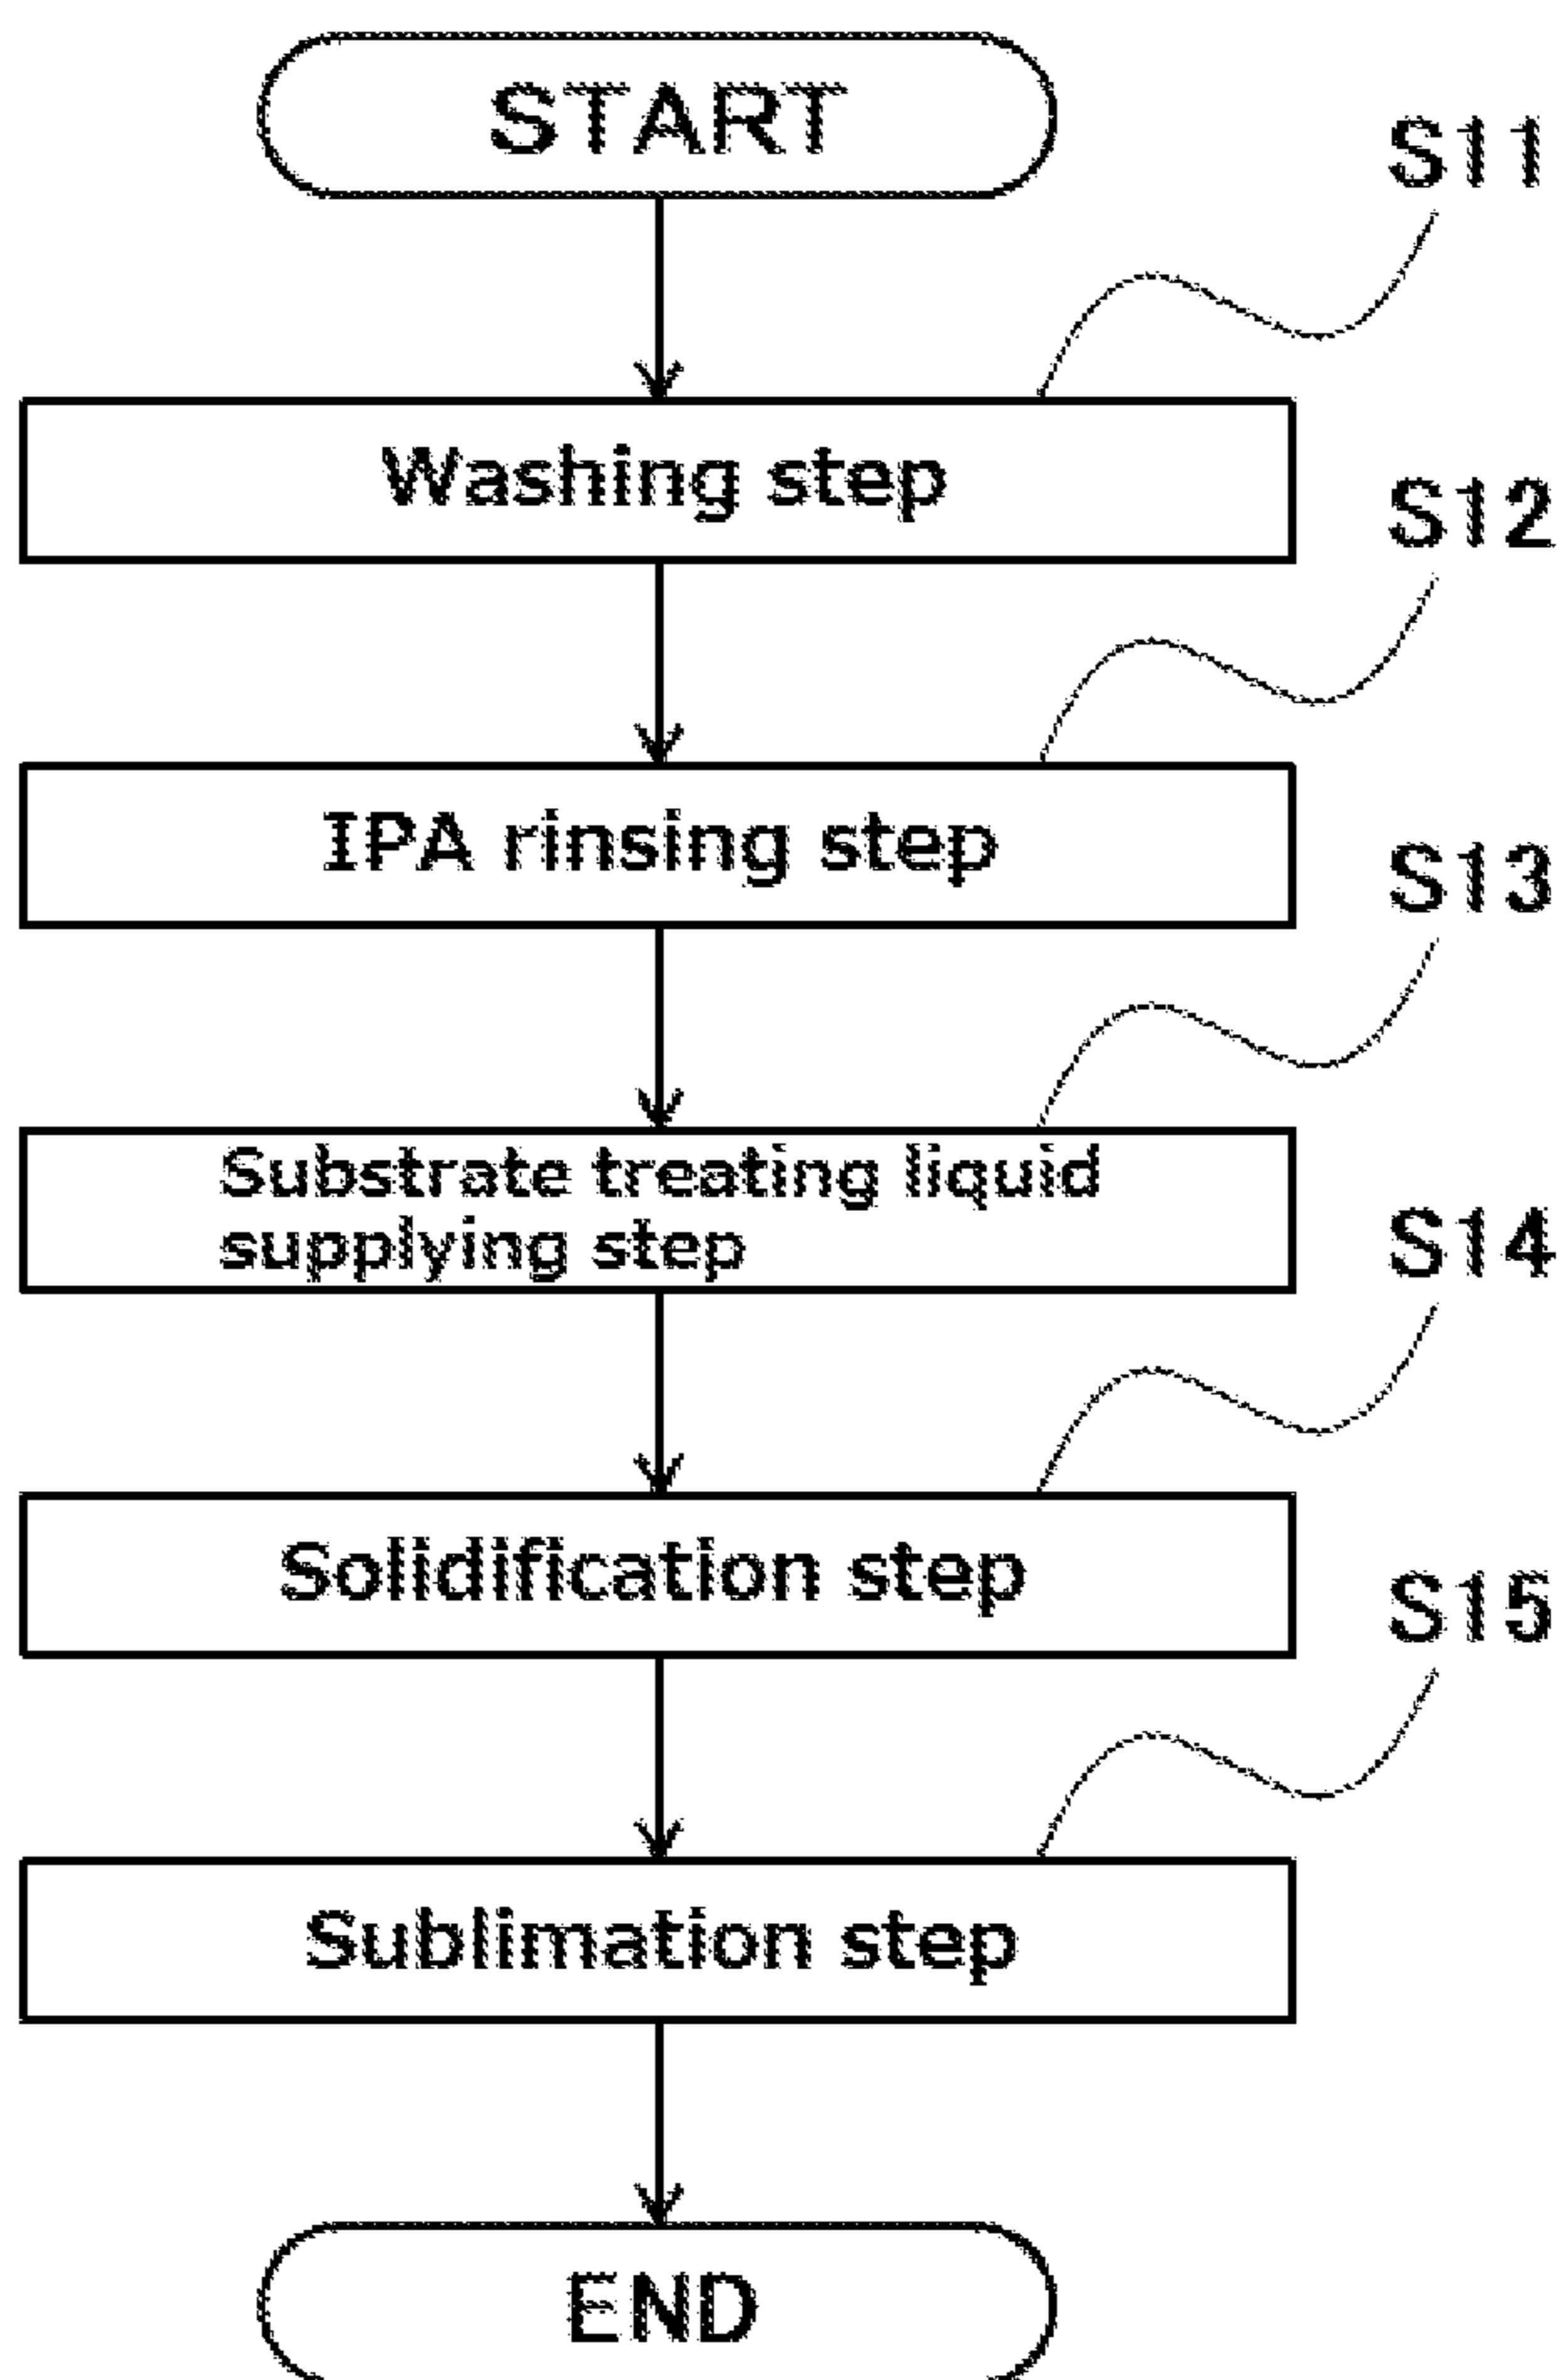 START
S11
Washing step
S12
IPA rinsing step
S13
Substrate treating liquid
supplying step
S14
Solidification step
S15
Sublimation step
END